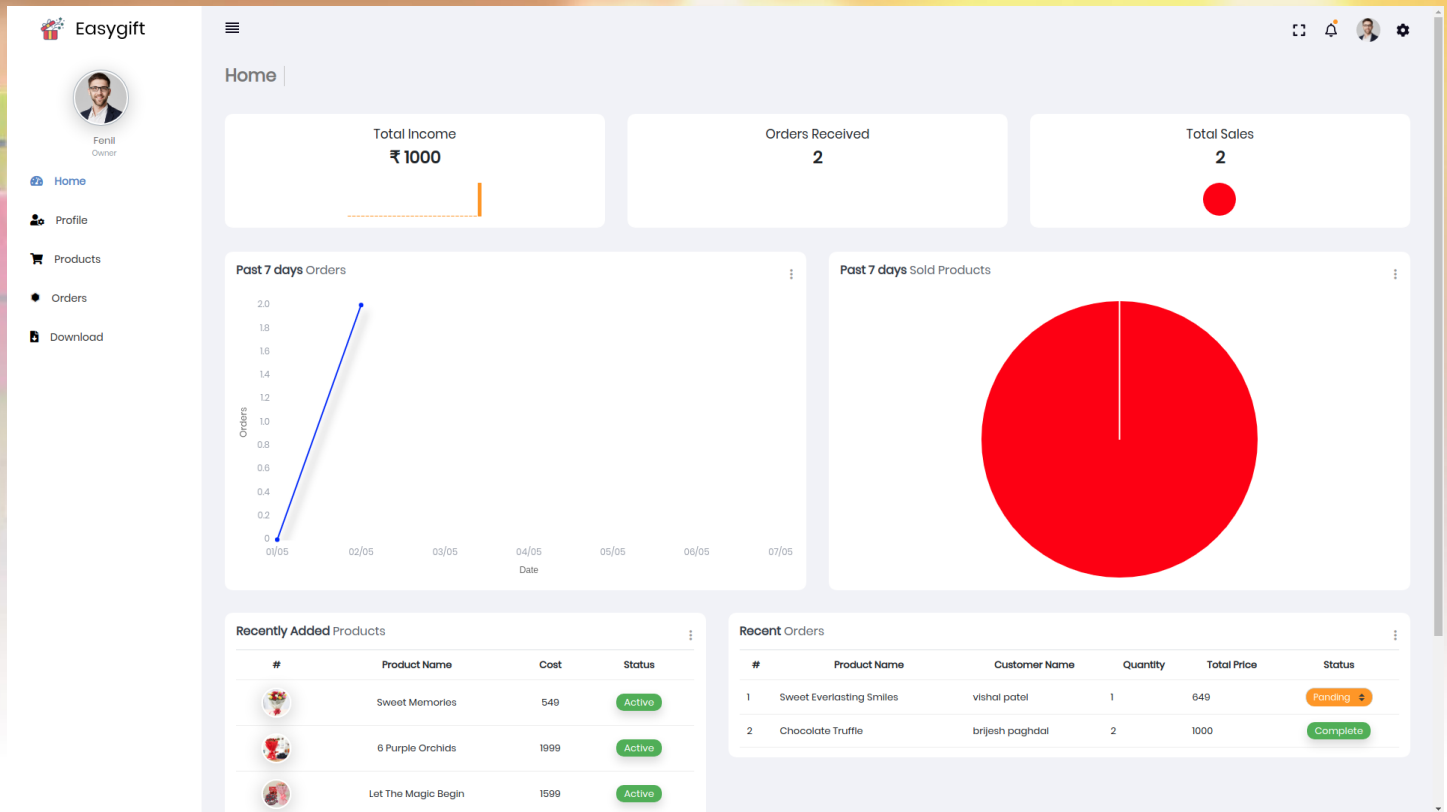 Easygift
Fenil
Owner
Home
Profile
Products
Orders
Download
Home
Total Income
₹ 1000
Orders Received
2
Total Sales
2
Past 7 days Orders
2.0
1.8
1.6
1.4
1.2
1.0
0.8
0.6
0.4
0.2
0
Orders
01/05 02/05 03/05 04/05 05/05 06/05 07/05
Date
Past 7 days Sold Products
Recently Added Products
# Product Name Cost Status
Sweet Memories 549 Active
6 Purple Orchids 1999 Active
Let The Magic Begin 1599 Active
Recent Orders
# Product Name Customer Name Quantity Total Price Status
1 Sweet Everlasting Smiles vishal patel 1 649 Panding
2 Chocolate Truffle brijesh paghdal 2 1000 Complete